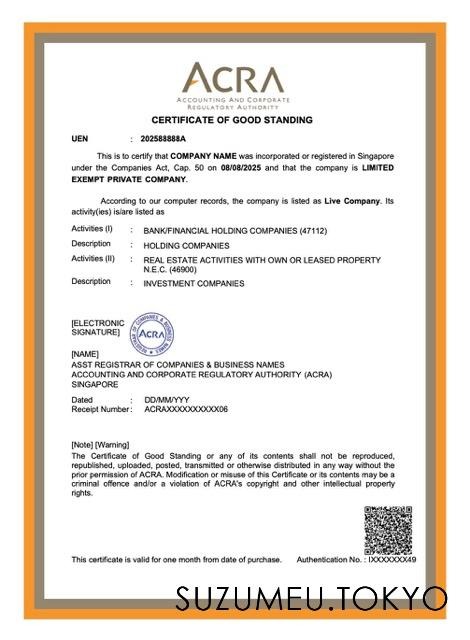 ACRA
ACCOUNTING AND CORPORATE
REGULATORY AUTHORITY
CERTIFICATE OF GOOD STANDING
UEN : 202588888A
This is to certify that COMPANY NAME was incorporated or registered in Singapore
under the Companies Act, Cap. 50 on 08/08/2025 and that the company is LIMITED
EXEMPT PRIVATE COMPANY.
According to our computer records, the company is listed as Live Company. Its
activity(ies) is/are listed as
Activities (I) : BANK/FINANCIAL HOLDING COMPANIES (47112)
Description : HOLDING COMPANIES
Activities (II) : REAL ESTATE ACTIVITIES WITH OWN OR LEASED PROPERTY
N.E.C. (46900)
Description : INVESTMENT COMPANIES
[ELECTRONIC
SIGNATURE]
ACRA
[NAME]
ASST REGISTRAR OF COMPANIES & BUSINESS NAMES
ACCOUNTING AND CORPORATE REGULATORY AUTHORITY (ACRA)
SINGAPORE
Dated : DD/MM/YYY
Receipt Number : ACRAXXXXXXXXXX06
[Note] [Warning]
The Certificate of Good Standing or any of its contents shall not be reproduced,
republished, uploaded, posted, transmitted or otherwise distributed in any way without the
prior permission of ACRA. Modification or misuse of this Certificate or its contents may be a
criminal offence and/or a violation of ACRA's copyright and other intellectual property
rights.
This certificate is valid for one month from date of purchase. Authentication No. : IXXXXXXX49
SUZUMEU.TOKYO